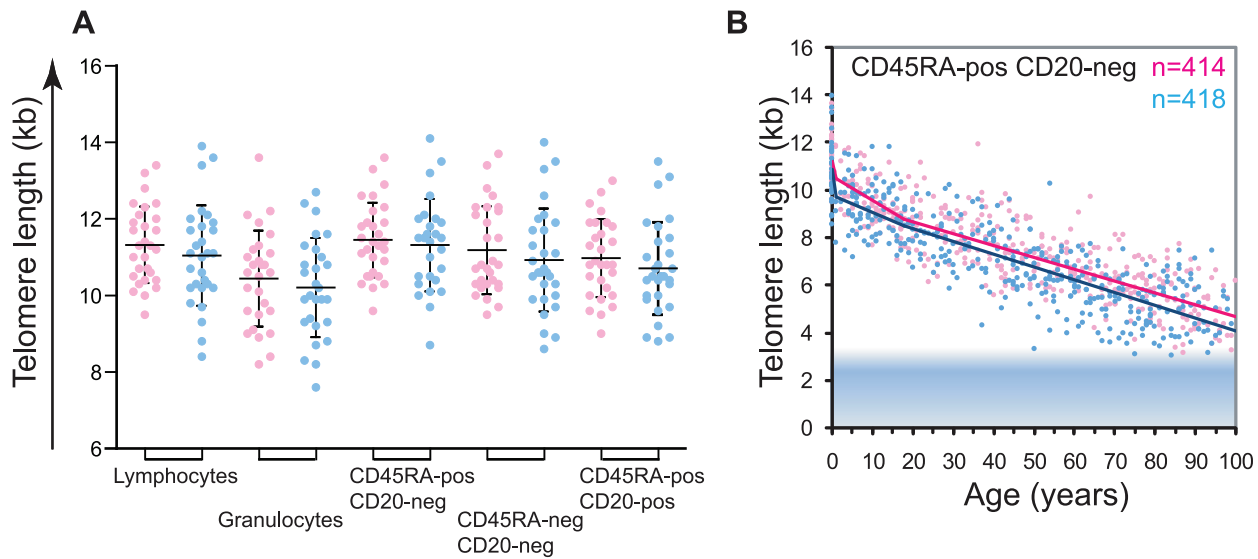 A
Telomere length (kb)
16
14
12
10
8
6
Lymphocytes
Granulocytes
CD45RA-pos
CD20-neg
CD45RA-neg
CD20-neg
CD45RA-pos
CD20-pos
B
Telomere length (kb)
16
14
12
10
8
6
4
2
0
CD45RA-pos CD20-neg
n=414
n=418
0 10 20 30 40 50 60 70 80 90 100
Age (years)